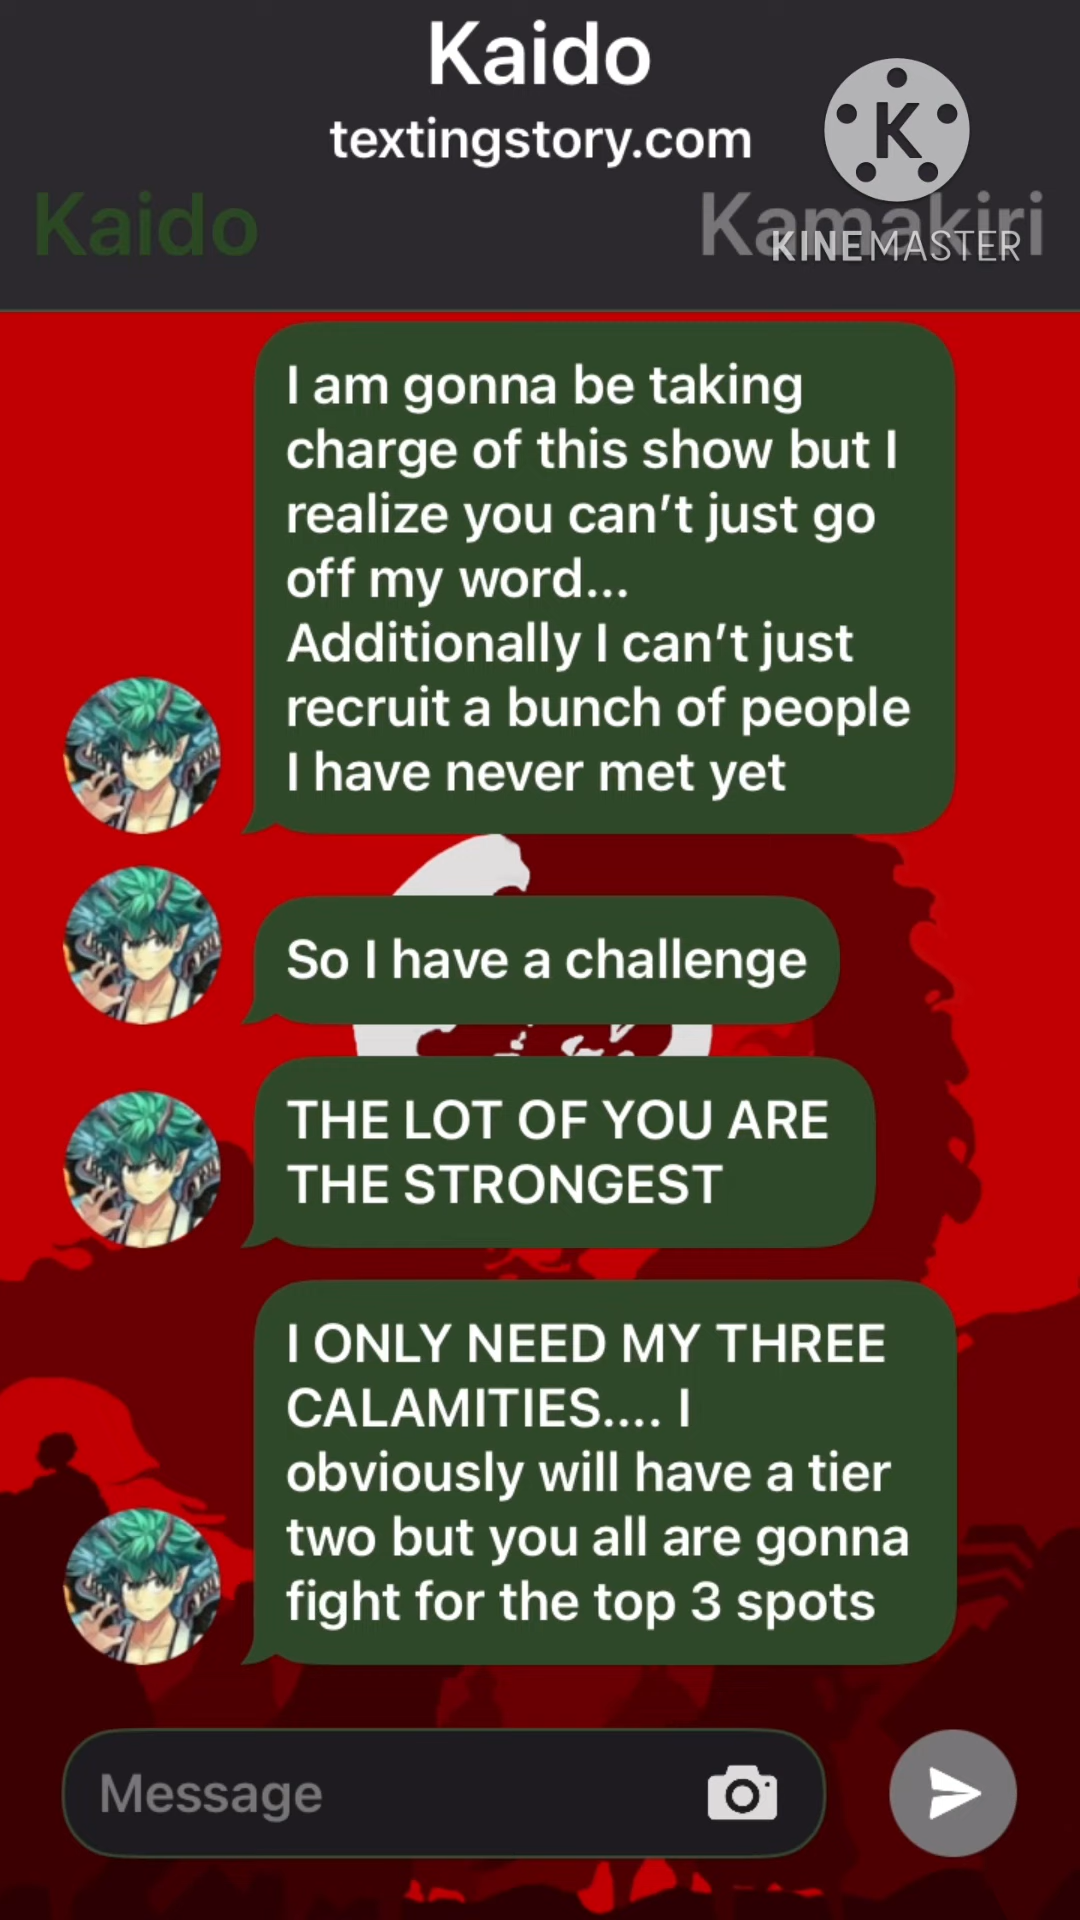 Kaido
textingstory.com
K
Kaido
Kamakiri
KINEMASTER
I am gonna be taking
charge of this show but I
realize you can’t just go
off my word...
Additionally I can’t just
recruit a bunch of people
I have never met yet
So I have a challenge
THE LOT OF YOU ARE
THE STRONGEST
I ONLY NEED MY THREE
CALAMITIES.... I
obviously will have a tier
two but you all are gonna
fight for the top 3 spots
Message